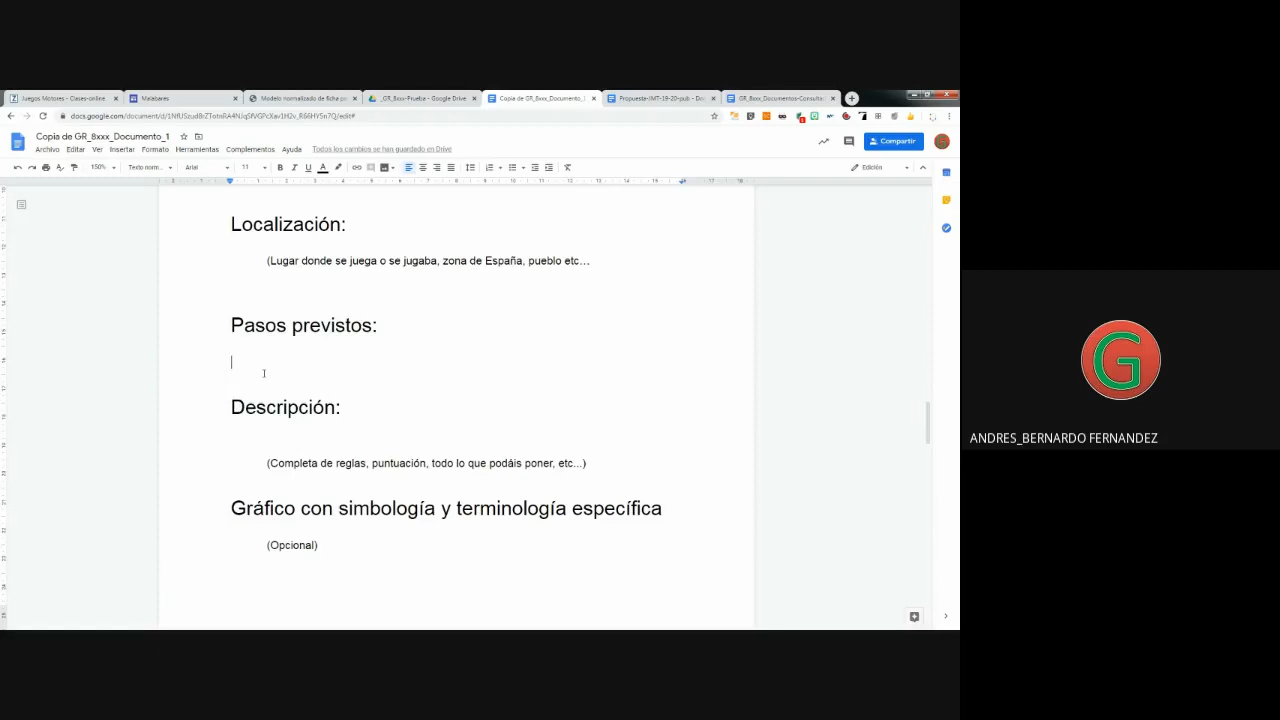 Juegos Motores - Clases-online
Malabares
Modelo normalizado de ficha pa
_GR_8xxx-Prueba - Google Drive
Copia de GR_8xxx_Documento_1
Propuesta-JMT-19-20-pub - Do
GR_8xx_Documentos-Consulta
Copia de GR_8xxx_Documento_1
Archivo Editar Ver Insertar Formato Herramientas Complementos Ayuda Todos los cambios se han guardado en Drive
Compartir
150% Texto norm... Arial 11 Edición
Localización:
(Lugar donde se juega o se jugaba, zona de España, pueblo etc...
Pasos previstos:
Descripción:
(Completa de reglas, puntuación, todo lo que podáis poner, etc...)
Gráfico con simbología y terminología específica
(Opcional)
G
ANDRES_BERNARDO FERNANDEZ